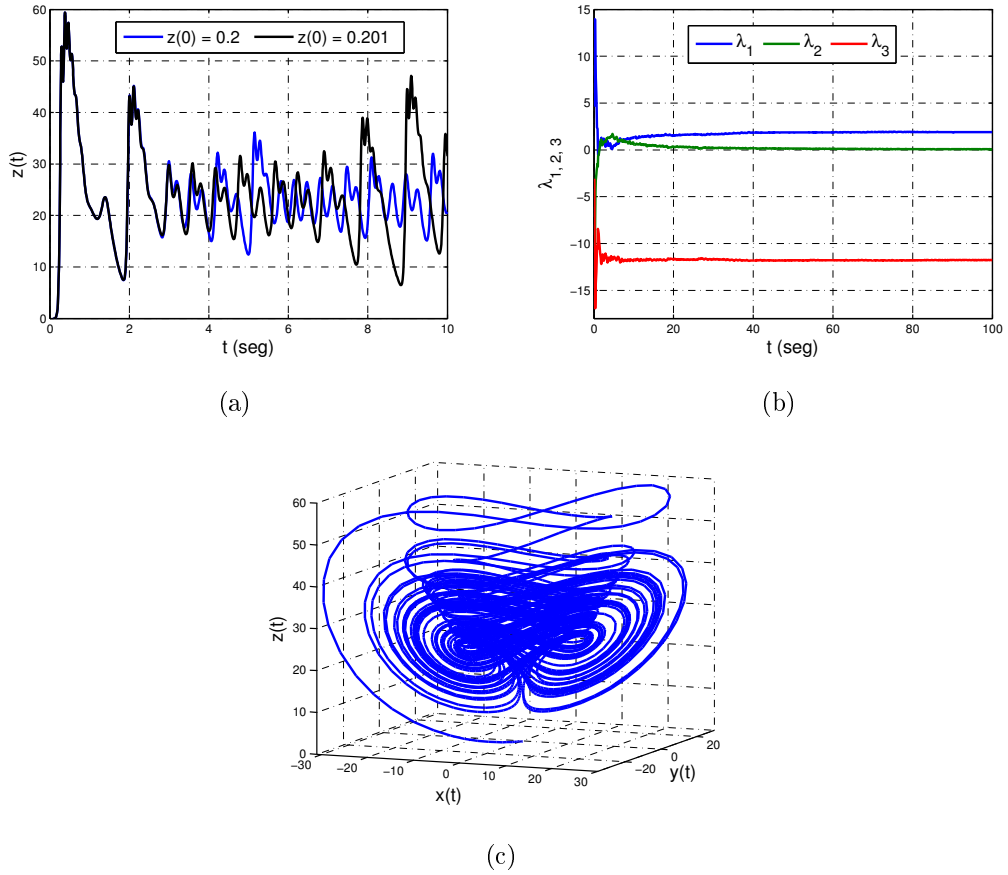 60
50
40
30
20
10
0
z(t)
z(0) = 0.2 z(0) = 0.201
0 2 4 6 8 10
t (seg)
(a)
15
10
5
0
−5
−10
−15
λ1, 2, 3
λ1 λ2 λ3
0 20 40 60 80 100
t (seg)
(b)
60
50
40
30
20
10
0
z(t)
−30 −20 −10 0 10 20 30
x(t)
−20 0 20
y(t)
(c)